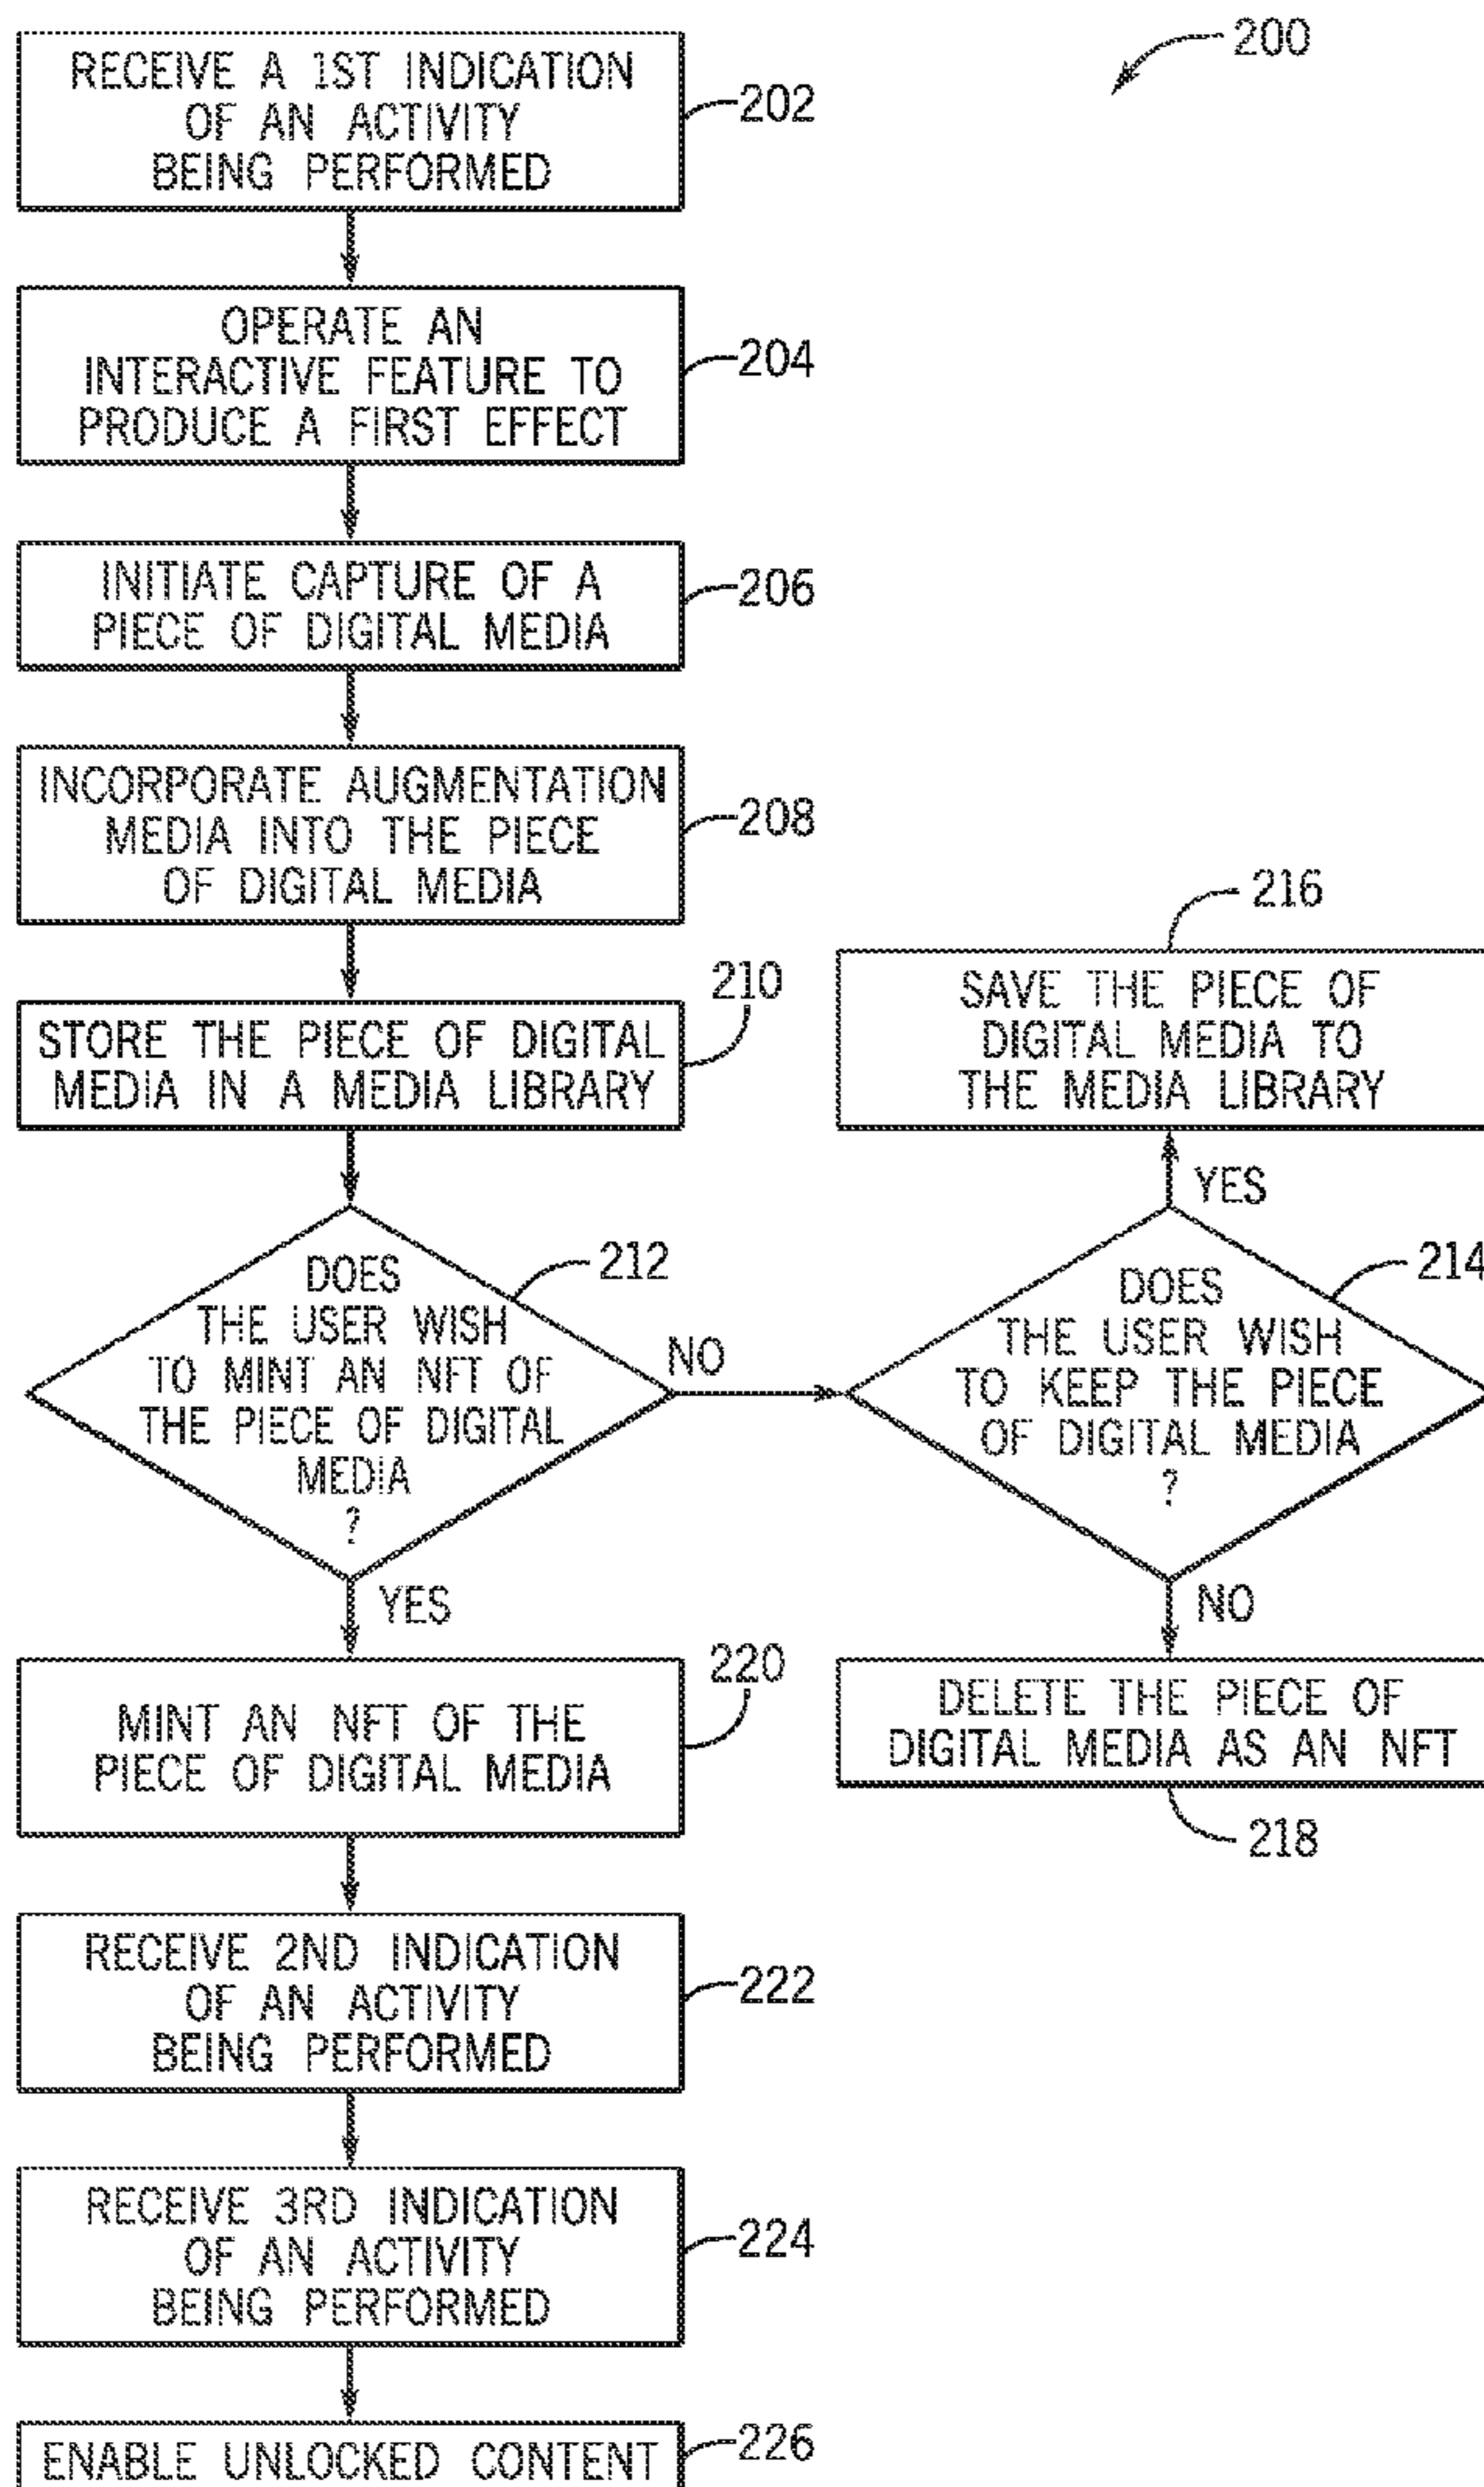 200
RECEIVE A 1ST INDICATION
OF AN ACTIVITY
BEING PERFORMED
202
OPERATE AN
INTERACTIVE FEATURE TO
PRODUCE A FIRST EFFECT
204
INITIATE CAPTURE OF A
PIECE OF DIGITAL MEDIA
206
INCORPORATE AUGMENTATION
MEDIA INTO THE PIECE
OF DIGITAL MEDIA
208
STORE THE PIECE OF DIGITAL
MEDIA IN A MEDIA LIBRARY
210
DOES
THE USER WISH
TO MINT AN NFT OF
THE PIECE OF DIGITAL
MEDIA
?
212
NO
YES
216
SAVE THE PIECE OF
DIGITAL MEDIA TO
THE MEDIA LIBRARY
YES
DOES
THE USER WISH
TO KEEP THE PIECE
OF DIGITAL MEDIA
?
214
NO
DELETE THE PIECE OF
DIGITAL MEDIA AS AN NFT
218
MINT AN NFT OF THE
PIECE OF DIGITAL MEDIA
220
RECEIVE 2ND INDICATION
OF AN ACTIVITY
BEING PERFORMED
222
RECEIVE 3RD INDICATION
OF AN ACTIVITY
BEING PERFORMED
224
ENABLE UNLOCKED CONTENT
226